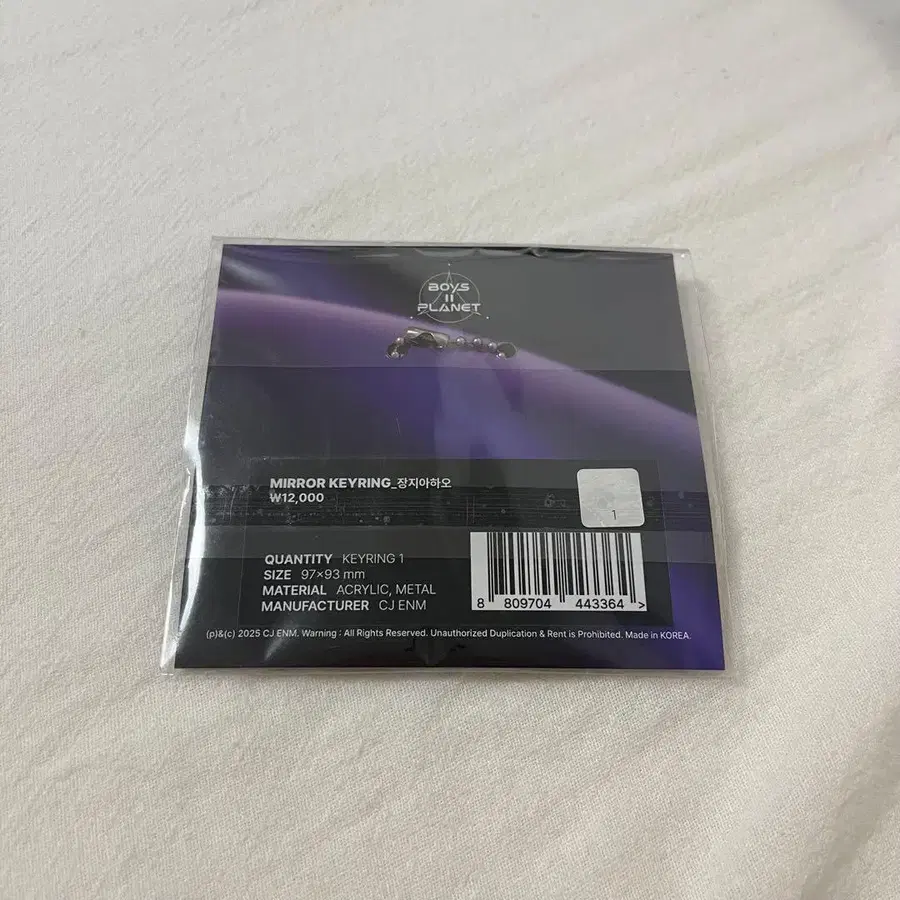 BOYS
II
PLANET
MIRROR KEYRING_장지아하오
₩12,000
1
QUANTITY KEYRING 1
SIZE 97×93 mm
MATERIAL ACRYLIC, METAL
MANUFACTURER CJ ENM
8 809704 443364 >
(p)&(c) 2025 CJ ENM. Warning : All Rights Reserved. Unauthorized Duplication & Rent is Prohibited. Made in KOREA.